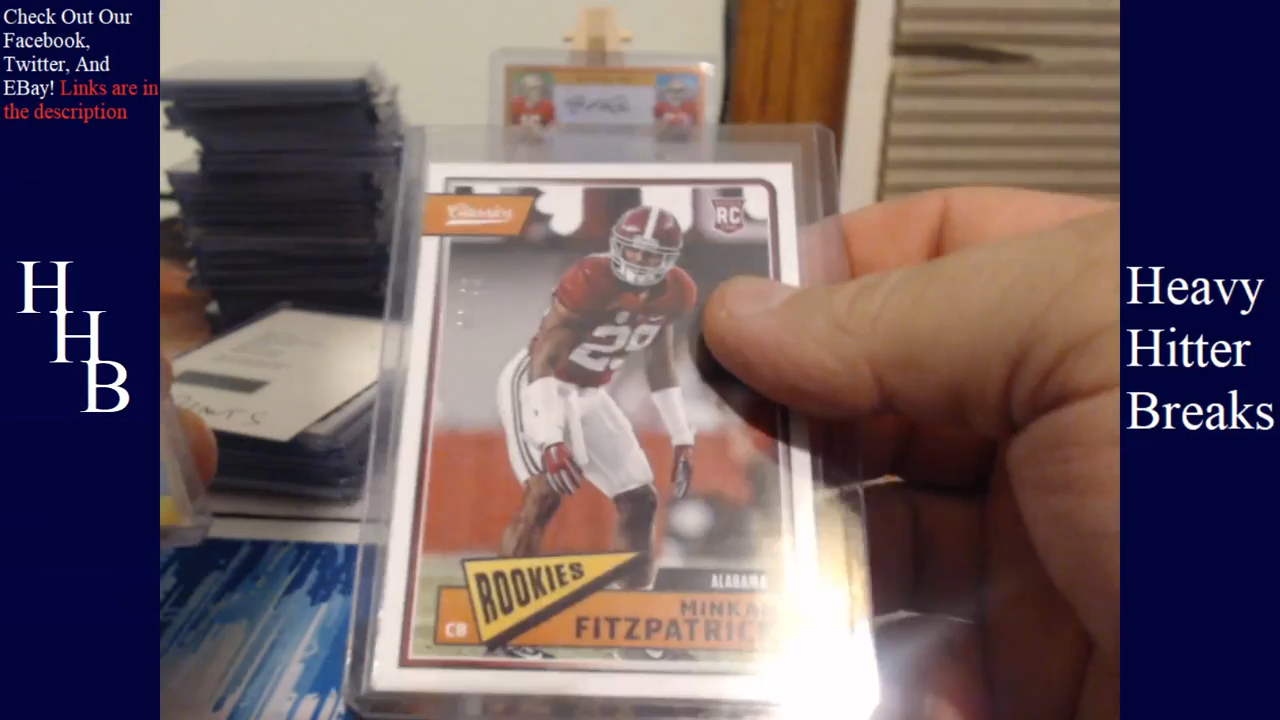 Check Out Our
Facebook,
Twitter, And
EBay! Links are in
the description
H
H
B
Heavy
Hitter
Breaks
Classics
RC
29
ROOKIES
ALABAMA
MINKAH
FITZPATRICK
CB